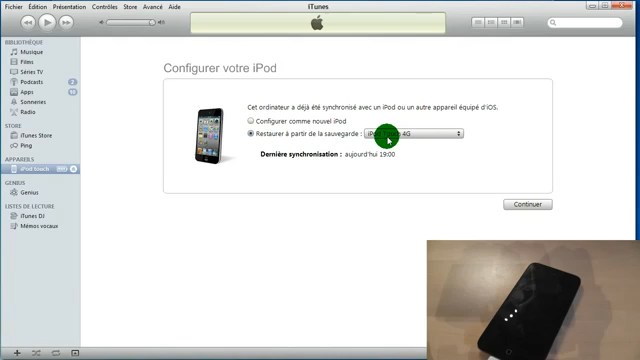 Fichier Édition Présentation Contrôles Store Avancé Aide
iTunes
BIBLIOTHÈQUE
Musique
Films
Séries TV
Podcasts 2
Apps
Sonneries
Radio
STORE
iTunes Store
Ping
APPAREILS
iPod touch
GENIUS
Genius
LISTES DE LECTURE
iTunes DJ
Mémos vocaux
Configurer votre iPod
Cet ordinateur a déjà été synchronisé avec un iPod ou un autre appareil équipé d'iOS.
Configurer comme nouvel iPod
Restaurer à partir de la sauvegarde : iPod Touch 4G
Dernière synchronisation : aujourd'hui 19:00
Continuer